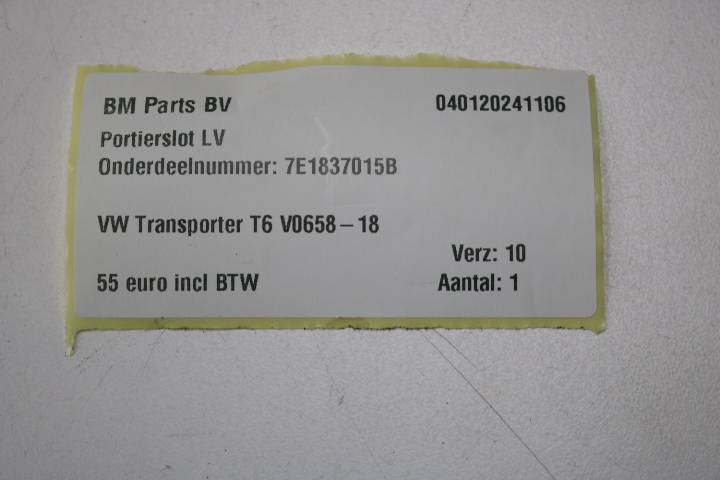 BM Parts BV 040120241106
Portierslot LV
Onderdeelnummer: 7E1837015B
VW Transporter T6 V0658-18
Verz: 10
55 euro incl BTW Aantal: 1